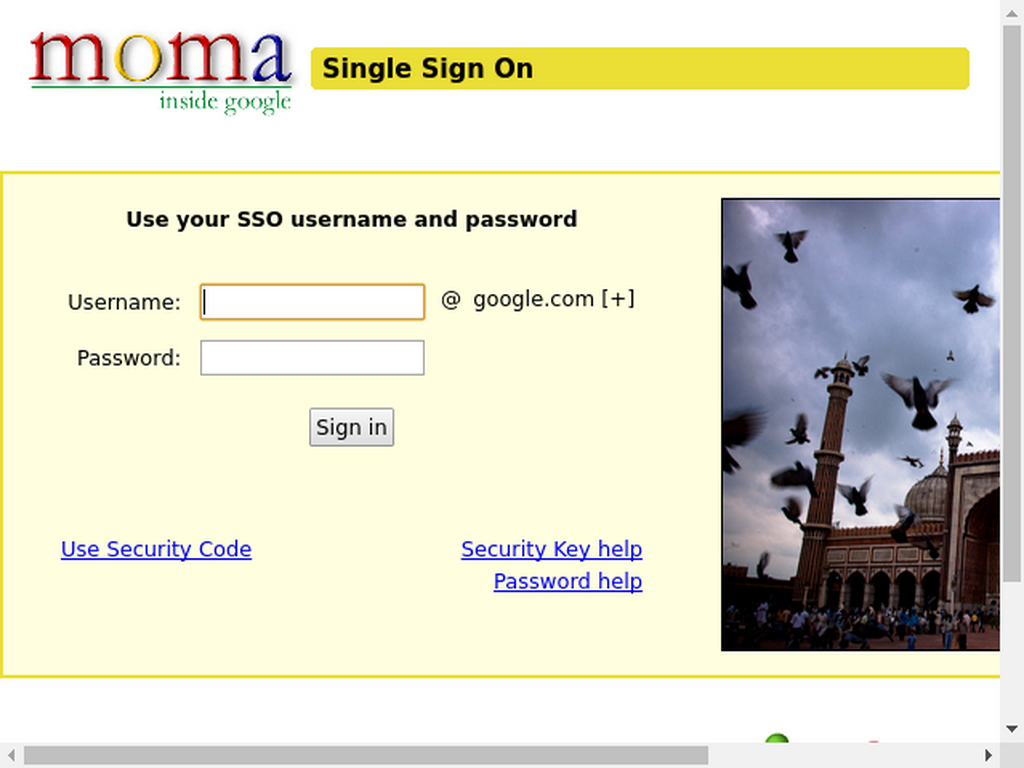 moma
inside google
Single Sign On
Use your SSO username and password
Username: @ google.com [+]
Password:
Sign in
Use Security Code
Security Key help
Password help